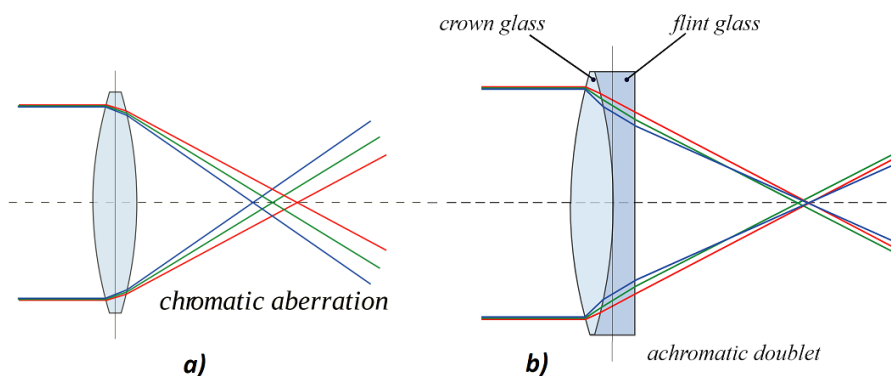 crown glass
flint glass
chromatic aberration
achromatic doublet
a)
b)